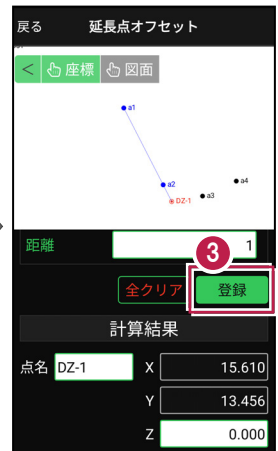 戻る 延長点オフセット
< 座標 図面
a1
a2
a4
a3
DZ-1
距離 1
3
全クリア 登録
計算結果
点名 DZ-1 X 15.610
Y 13.456
Z 0.000